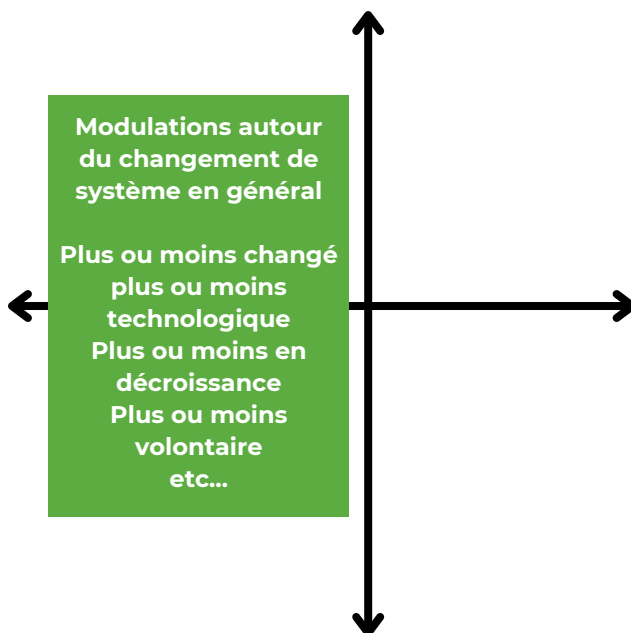 Modulations autour
du changement de
système en général
Plus ou moins changé
plus ou moins
technologique
Plus ou moins en
décroissance
Plus ou moins
volontaire
etc...